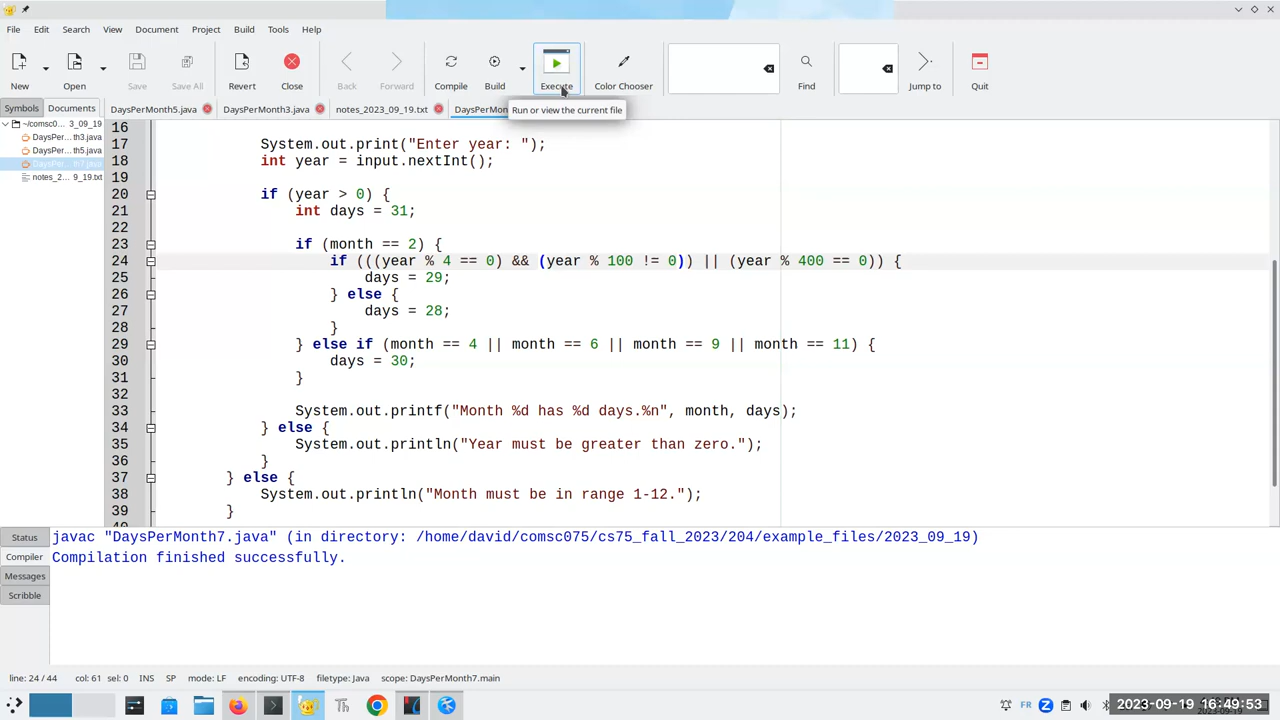 File Edit Search View Document Project Build Tools Help
New Open Save Save All Revert Close Back Forward Compile Build Execute Color Chooser Find Jump to Quit
Symbols Documents DaysPerMonth5.java DaysPerMonth3.java notes_2023_09_19.txt DaysPerMon
Run or view the current file
~/comsc0... 3_09_19
DaysPer... th3.java
DaysPer... th5.java
DaysPer... th7.java
notes_2... 9_19.txt
16
17 System.out.print("Enter year: ");
18 int year = input.nextInt();
19
20 if (year > 0) {
21 int days = 31;
22
23 if (month == 2) {
24 if (((year % 4 == 0) && (year % 100 != 0)) || (year % 400 == 0)) {
25 days = 29;
26 } else {
27 days = 28;
28 }
29 } else if (month == 4 || month == 6 || month == 9 || month == 11) {
30 days = 30;
31 }
32
33 System.out.printf("Month %d has %d days.%n", month, days);
34 } else {
35 System.out.println("Year must be greater than zero.");
36 }
37 } else {
38 System.out.println("Month must be in range 1-12.");
39 }
Status
Compiler
Messages
Scribble
javac "DaysPerMonth7.java" (in directory: /home/david/comsc075/cs75_fall_2023/204/example_files/2023_09_19)
Compilation finished successfully.
line: 24 / 44 col: 61 sel: 0 INS SP mode: LF encoding: UTF-8 filetype: Java scope: DaysPerMonth7.main
FR
2023-09-19 16:49:53